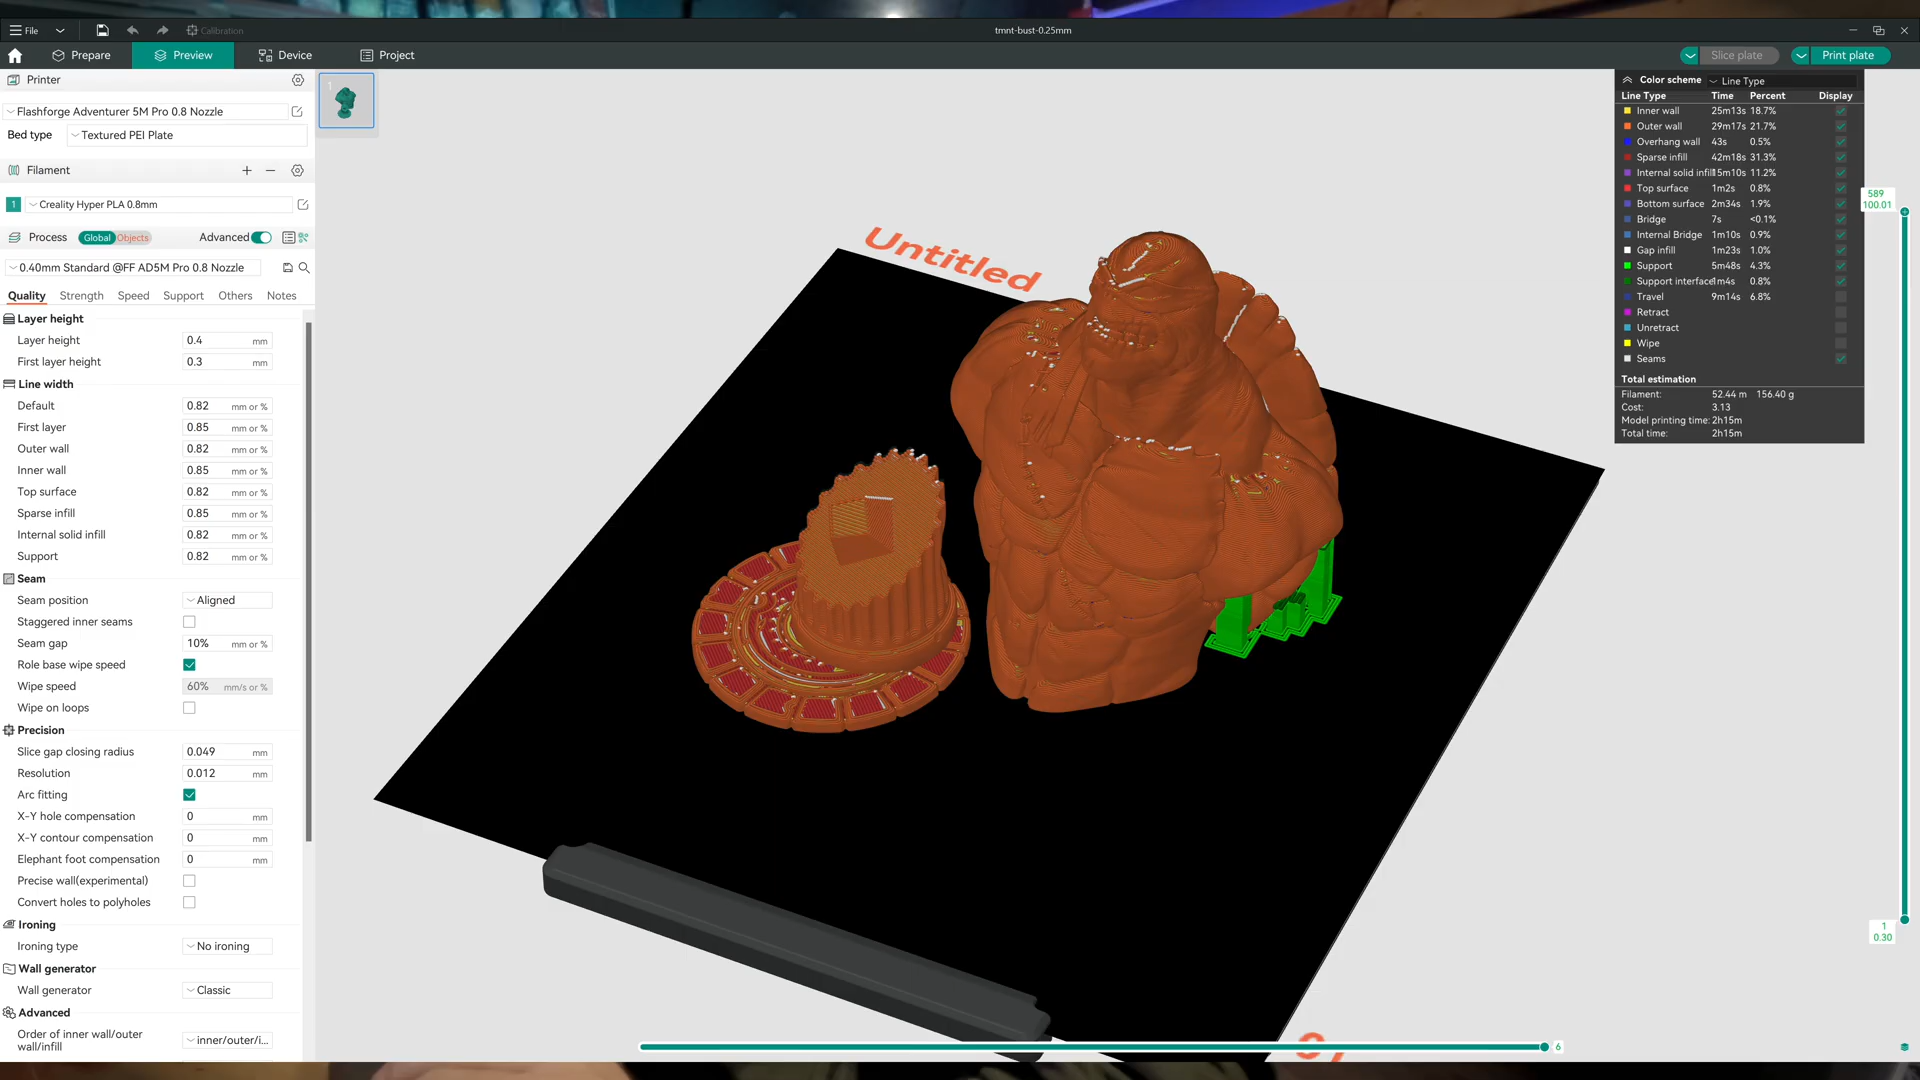 File
Calibration
tmnt-bust-0.25mm
Prepare
Preview
Device
Project
Slice plate
Print plate
Printer
Flashforge Adventurer 5M Pro 0.8 Nozzle
Bed type
Textured PEI Plate
Filament
1 Creality Hyper PLA 0.8mm
Process Global Objects Advanced
0.40mm Standard @FF AD5M Pro 0.8 Nozzle
Quality Strength Speed Support Others Notes
Layer height
Layer height 0.4 mm
First layer height 0.3 mm
Line width
Default 0.82 mm or %
First layer 0.85 mm or %
Outer wall 0.82 mm or %
Inner wall 0.85 mm or %
Top surface 0.82 mm or %
Sparse infill 0.85 mm or %
Internal solid infill 0.82 mm or %
Support 0.82 mm or %
Seam
Seam position Aligned
Staggered inner seams
Seam gap 10% mm or %
Role base wipe speed
Wipe speed 60% mm/s or %
Wipe on loops
Precision
Slice gap closing radius 0.049 mm
Resolution 0.012 mm
Arc fitting
X-Y hole compensation 0 mm
X-Y contour compensation 0 mm
Elephant foot compensation 0 mm
Precise wall(experimental)
Convert holes to polyholes
Ironing
Ironing type No ironing
Wall generator
Wall generator Classic
Advanced
Order of inner wall/outer
wall/infill inner/outer/i...
1
Untitled
Color scheme Line Type
Line Type Time Percent Display
Inner wall 25m13s 18.7%
Outer wall 29m17s 21.7%
Overhang wall 43s 0.5%
Sparse infill 42m18s 31.3%
Internal solid infill 15m10s 11.2%
Top surface 1m2s 0.8%
Bottom surface 2m34s 1.9%
Bridge 7s <0.1%
Internal Bridge 1m10s 0.9%
Gap infill 1m23s 1.0%
Support 5m48s 4.3%
Support interface 1m4s 0.8%
Travel 9m14s 6.8%
Retract
Unretract
Wipe
Seams
Total estimation
Filament: 52.44 m 156.40 g
Cost: 3.13
Model printing time: 2h15m
Total time: 2h15m
589
100.01
1
0.30
6